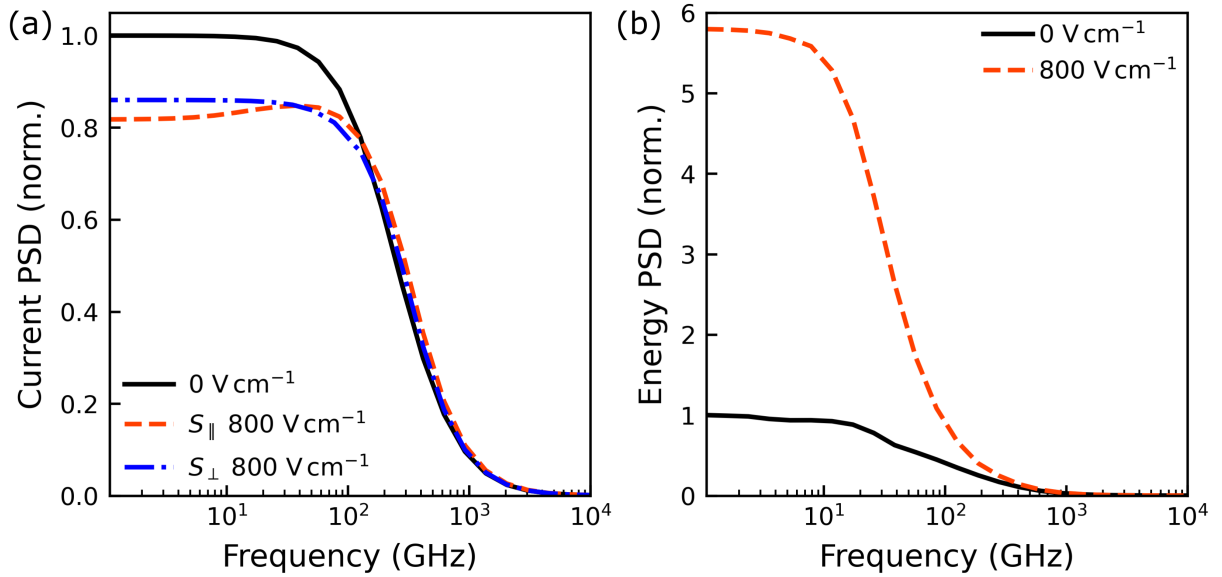 (a)
Current PSD (norm.)
1.0
0.8
0.6
0.4
0.2
0.0
0 V cm⁻¹
S∥ 800 V cm⁻¹
S⊥ 800 V cm⁻¹
10¹
10²
10³
10⁴
Frequency (GHz)
(b)
Energy PSD (norm.)
6
5
4
3
2
1
0
0 V cm⁻¹
800 V cm⁻¹
10¹
10²
10³
10⁴
Frequency (GHz)